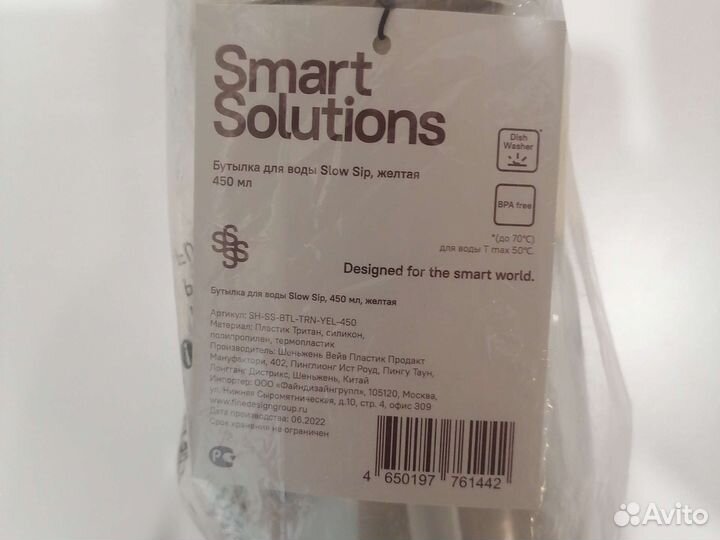 Smart
Solutions
Бутылка для воды Slow Sip, желтая
450 мл
Dish
Washer
*
BPA free
*(до 70°C)
для воды T max 50°C.
Designed for the smart world.
Бутылка для воды Slow Sip, 450 мл, желтая
Артикул: SH-SS-BTL-TRN-YEL-450
Материал: Пластик Тритан, силикон,
полипропилен, термопластик
Производитель: Шеньжень Вейв Пластик Продакт
Мануфактори, 402, Пинглионг Ист Роуд, Пингу Таун,
Лонгганг Дистрикс, Шеньжень, Китай
Импортер: ООО «Файндизайнгрупп», 105120, Москва,
ул. Нижняя Сыромятническая, д.10, стр. 4, офис 309
www.finedesigngroup.ru
Дата производства: 06.2022
Срок хранения не ограничен
4 650197 761442
Avito